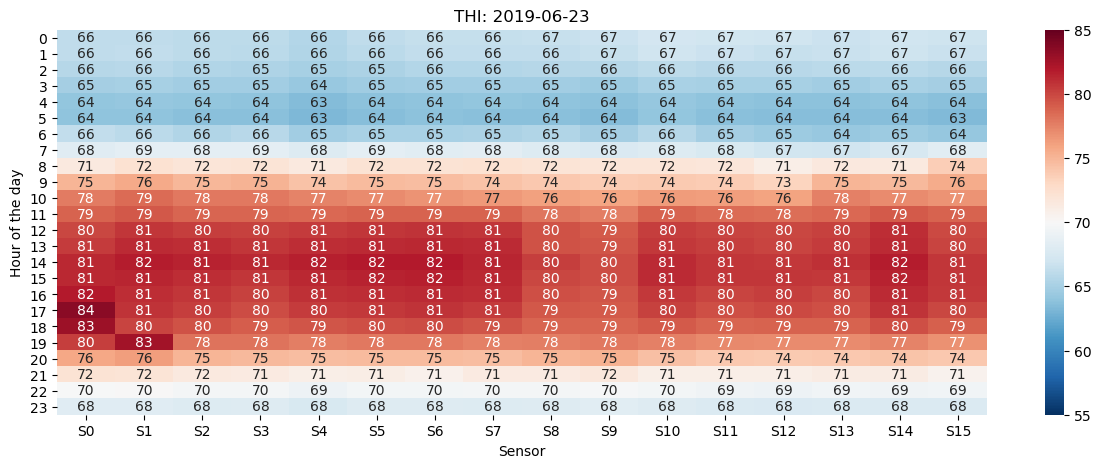 THI: 2019-06-23
0 66 66 66 66 66 66 66 66 67 67 67 67 67 67 67 67
1 66 66 66 66 66 66 66 66 66 67 67 67 67 67 67 67
2 66 66 65 65 65 65 66 66 66 66 66 66 66 66 66 66
3 65 65 65 65 64 65 65 65 65 65 65 65 65 65 65 65
4 64 64 64 64 63 64 64 64 64 64 64 64 64 64 64 64
5 64 64 64 64 63 64 64 64 64 64 64 64 64 64 64 63
6 66 66 66 66 65 65 65 65 65 65 66 65 65 64 65 64
7 68 69 68 69 68 69 68 68 68 68 68 68 67 67 67 68
8 71 72 72 72 71 72 72 72 72 72 72 72 71 72 71 74
9 75 76 75 75 74 75 75 74 74 74 74 74 73 75 75 76
10 78 79 78 78 77 77 77 77 76 76 76 76 76 78 77 77
11 79 79 79 79 79 79 79 79 78 78 79 78 78 79 79 79
12 80 81 80 80 81 81 81 81 80 79 80 80 80 80 81 80
13 81 81 81 81 81 81 81 81 80 79 81 80 80 80 81 80
14 81 82 81 81 82 82 82 81 80 80 81 81 81 81 82 81
15 81 81 81 81 81 82 82 81 80 80 81 81 81 81 82 81
16 82 81 81 80 81 81 81 81 80 79 80 80 80 80 81 81
17 84 81 80 80 80 81 81 81 79 79 80 80 80 80 81 80
18 83 80 80 79 79 80 80 79 79 79 79 79 79 79 80 79
19 80 83 78 78 78 78 78 78 78 78 78 77 77 77 77 77
20 76 76 75 75 75 75 75 75 75 75 75 74 74 74 74 74
21 72 72 72 71 71 71 71 71 71 72 71 71 71 71 71 71
22 70 70 70 70 69 70 70 70 70 70 70 69 69 69 69 69
23 68 68 68 68 68 68 68 68 68 68 68 68 68 68 68 68
S0 S1 S2 S3 S4 S5 S6 S7 S8 S9 S10 S11 S12 S13 S14 S15
Sensor
Hour of the day
85
80
75
70
65
60
55